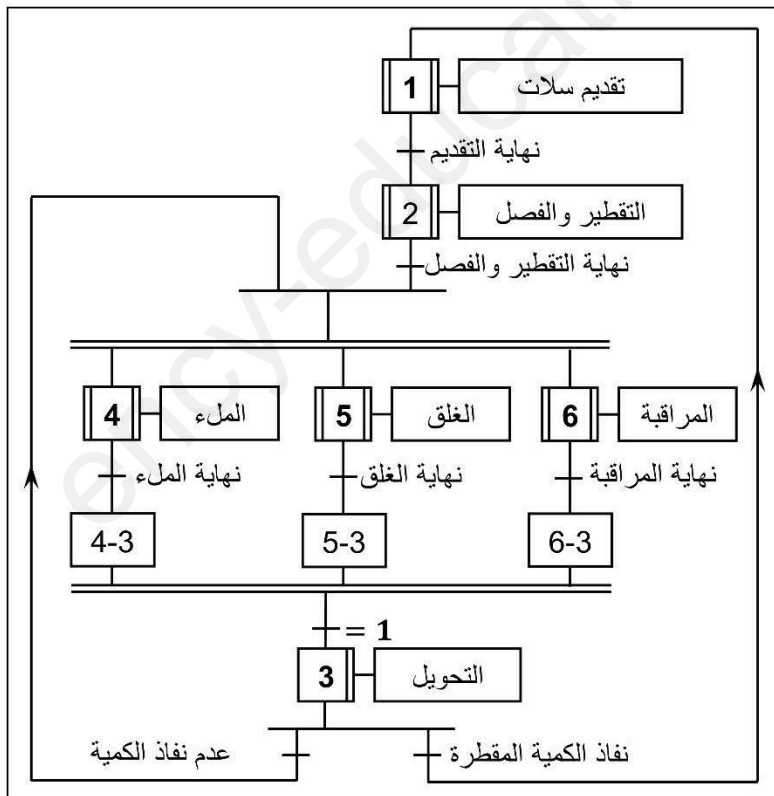 1 تقديم سلات
نهاية التقديم
2 التقطير والفصل
نهاية التقطير والفصل
4 الملء 5 الغلق 6 المراقبة
نهاية الملء نهاية الغلق نهاية المراقبة
4-3 5-3 6-3
= 1
3 التحويل
عدم نفاذ الكمية نفاذ الكمية المقطرة
ency-educati